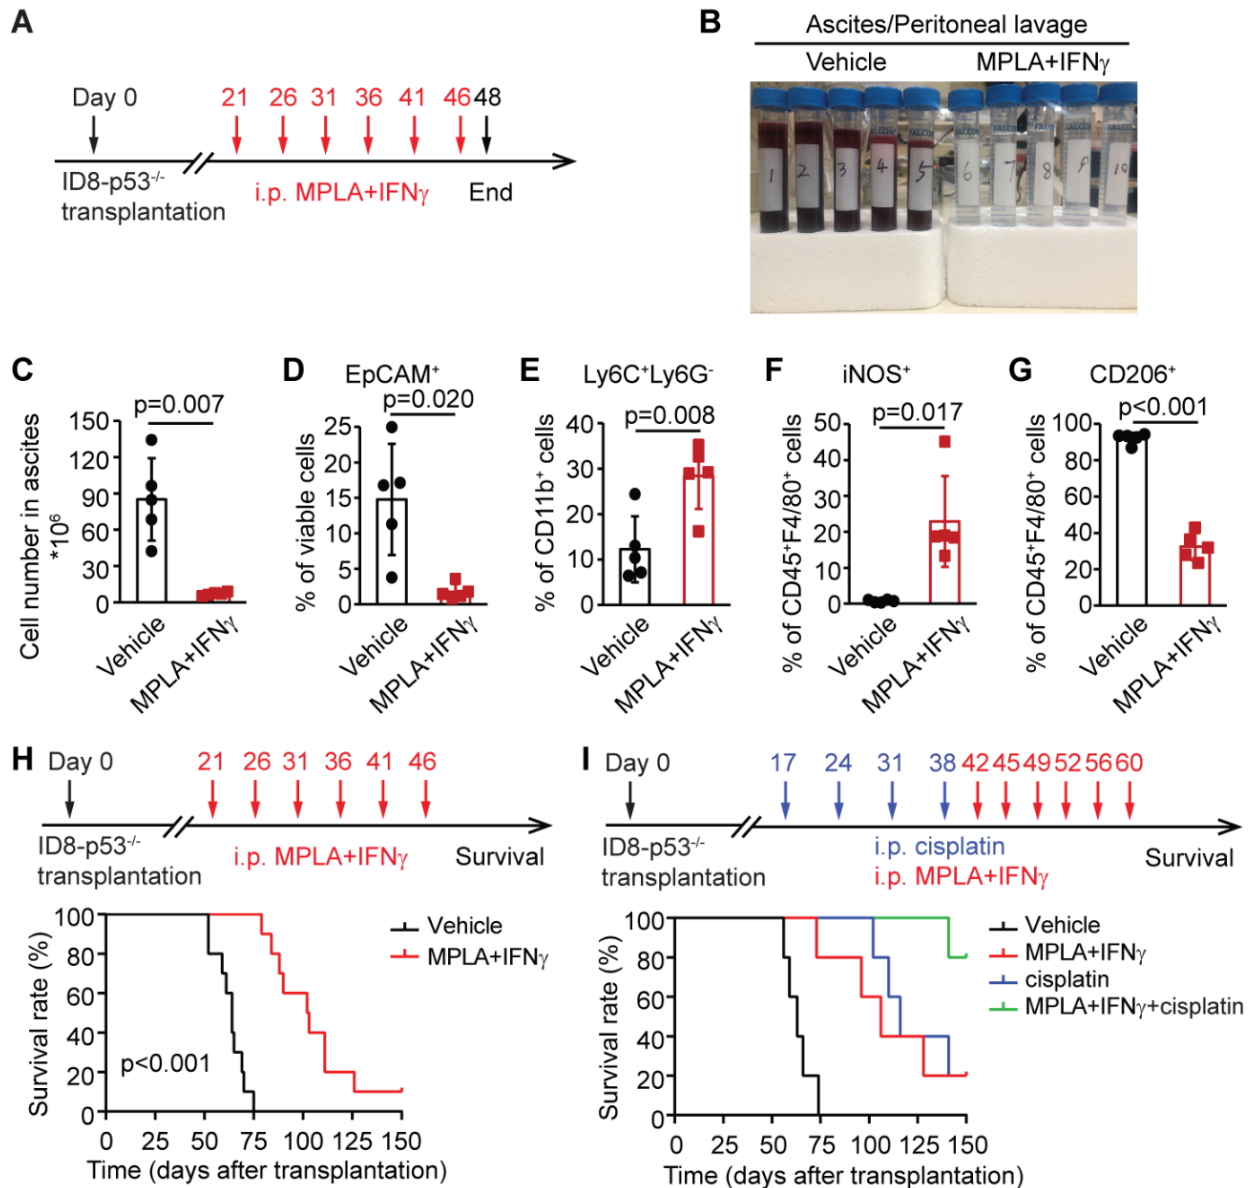 A
Day 0 21 26 31 36 41 46 48
ID8-p53-/-
transplantation
i.p. MPLA+IFNγ End
B
Ascites/Peritoneal lavage
Vehicle MPLA+IFNγ
FALCON FALCON FALCON
1 2 3 4 5 6 7 8 9 10
C
p=0.007
Cell number in ascites
*10⁶
150
120
90
60
30
0
Vehicle
MPLA+IFNγ
D
EpCAM⁺
p=0.020
% of viable cells
25
20
15
10
5
0
Vehicle
MPLA+IFNγ
E
Ly6C⁺Ly6G⁻
p=0.008
% of CD11b⁺ cells
40
30
20
10
0
Vehicle
MPLA+IFNγ
F
iNOS⁺
p=0.017
% of CD45⁺F4/80⁺ cells
50
40
30
20
10
0
Vehicle
MPLA+IFNγ
G
CD206⁺
p<0.001
% of CD45⁺F4/80⁺ cells
100
80
60
40
20
0
Vehicle
MPLA+IFNγ
H
Day 0 21 26 31 36 41 46
ID8-p53-/-
transplantation
i.p. MPLA+IFNγ
Survival
Survival rate (%)
100
80
60
40
20
0
Vehicle
MPLA+IFNγ
p<0.001
0 25 50 75 100 125 150
Time (days after transplantation)
I
Day 0 17 24 31 38 42 45 49 52 56 60
ID8-p53-/-
transplantation
i.p. cisplatin
i.p. MPLA+IFNγ
Survival
Survival rate (%)
100
80
60
40
20
0
Vehicle
MPLA+IFNγ
cisplatin
MPLA+IFNγ+cisplatin
0 25 50 75 100 125 150
Time (days after transplantation)